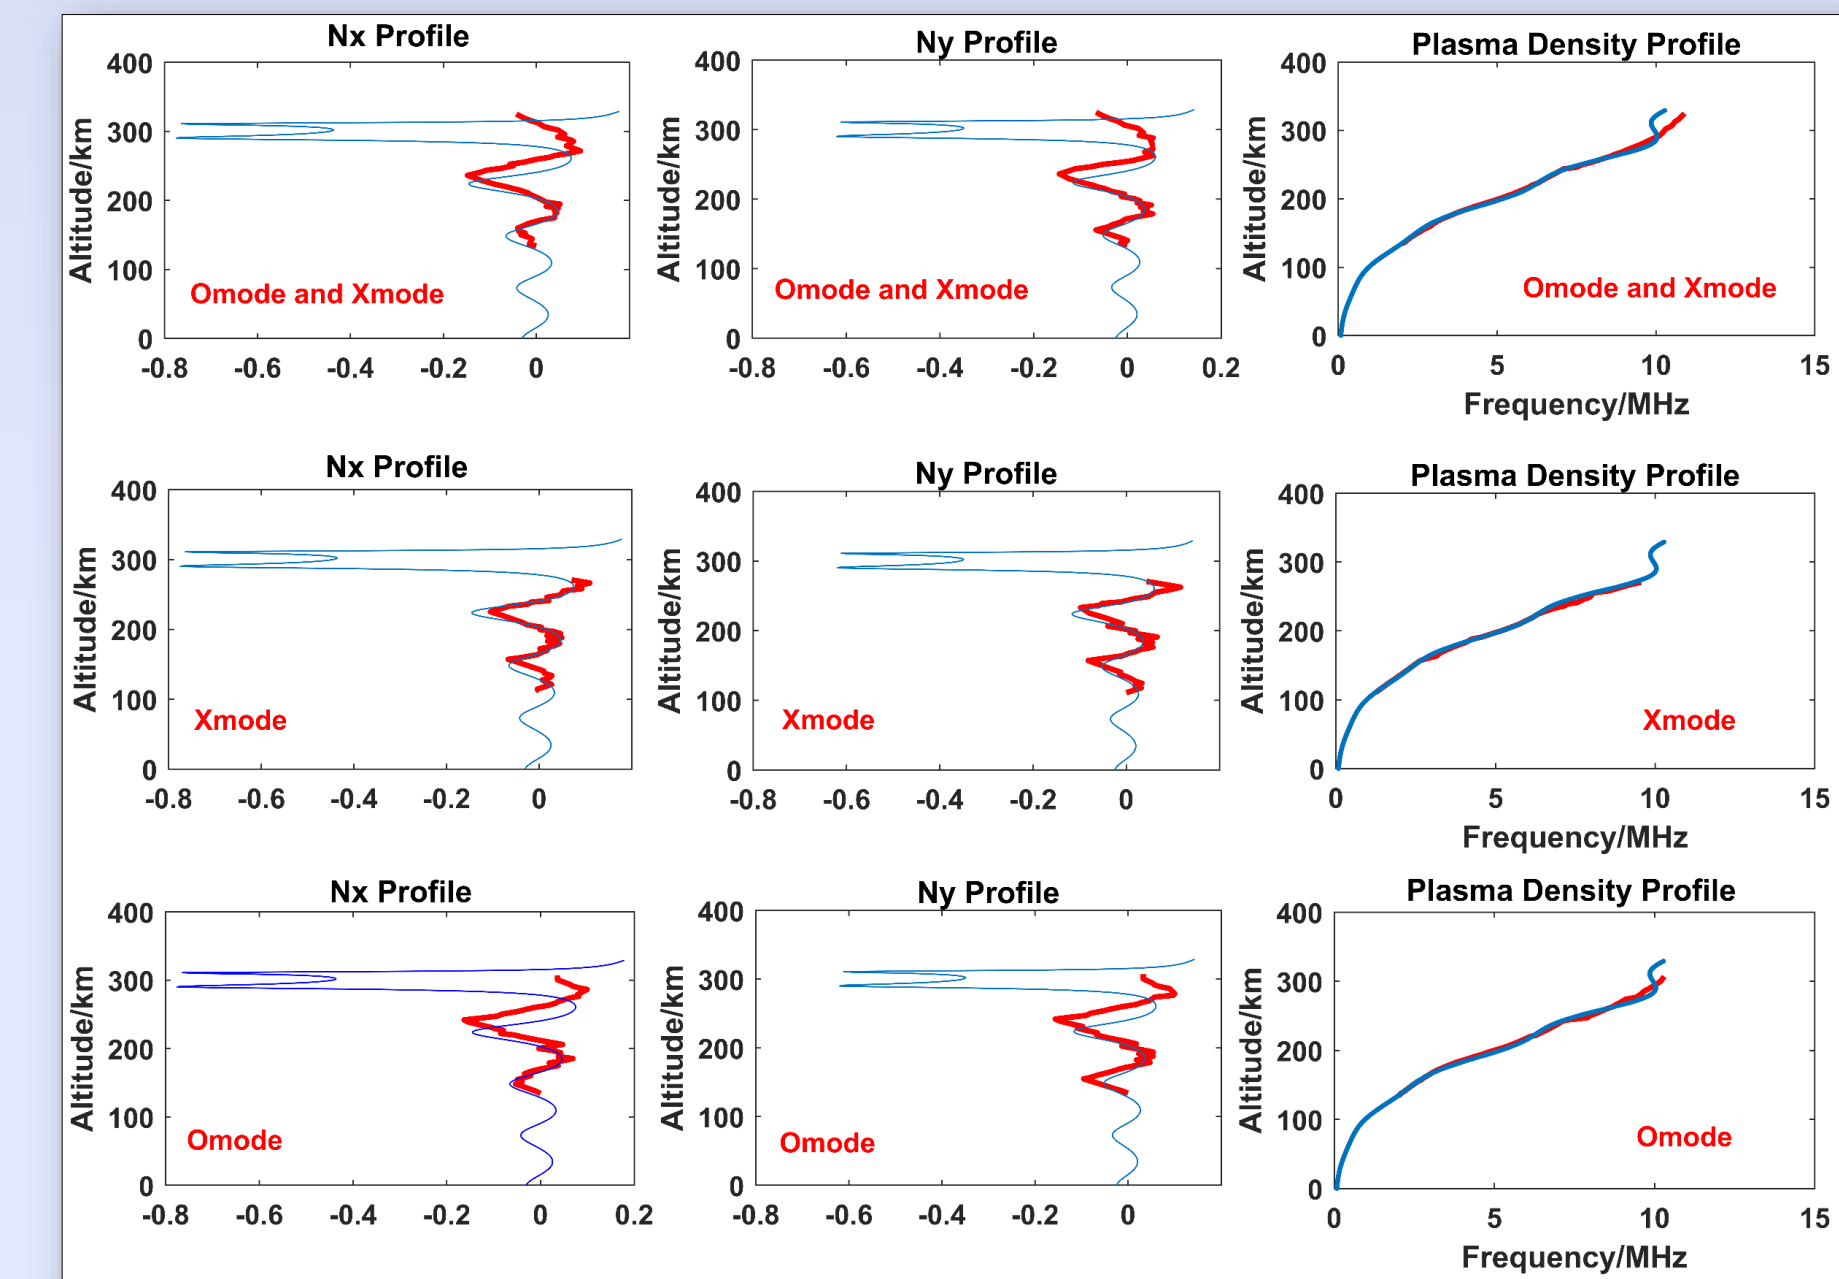 Nx Profile
Ny Profile
Plasma Density Profile
400
300
200
100
0
Altitude/km
-0.8
-0.6
-0.4
-0.2
0
Omode and Xmode
400
300
200
100
0
Altitude/km
-0.8
-0.6
-0.4
-0.2
0
0.2
Omode and Xmode
400
300
200
100
0
Altitude/km
0
5
10
15
Frequency/MHz
Omode and Xmode
Nx Profile
Ny Profile
Plasma Density Profile
400
300
200
100
0
Altitude/km
-0.8
-0.6
-0.4
-0.2
0
Xmode
400
300
200
100
0
Altitude/km
-0.8
-0.6
-0.4
-0.2
0
Xmode
400
300
200
100
0
Altitude/km
0
5
10
15
Frequency/MHz
Xmode
Nx Profile
Ny Profile
Plasma Density Profile
400
300
200
100
0
Altitude/km
-0.8
-0.6
-0.4
-0.2
0
0.2
Omode
400
300
200
100
0
Altitude/km
-0.8
-0.6
-0.4
-0.2
0
Omode
400
300
200
100
0
Altitude/km
0
5
10
15
Frequency/MHz
Omode